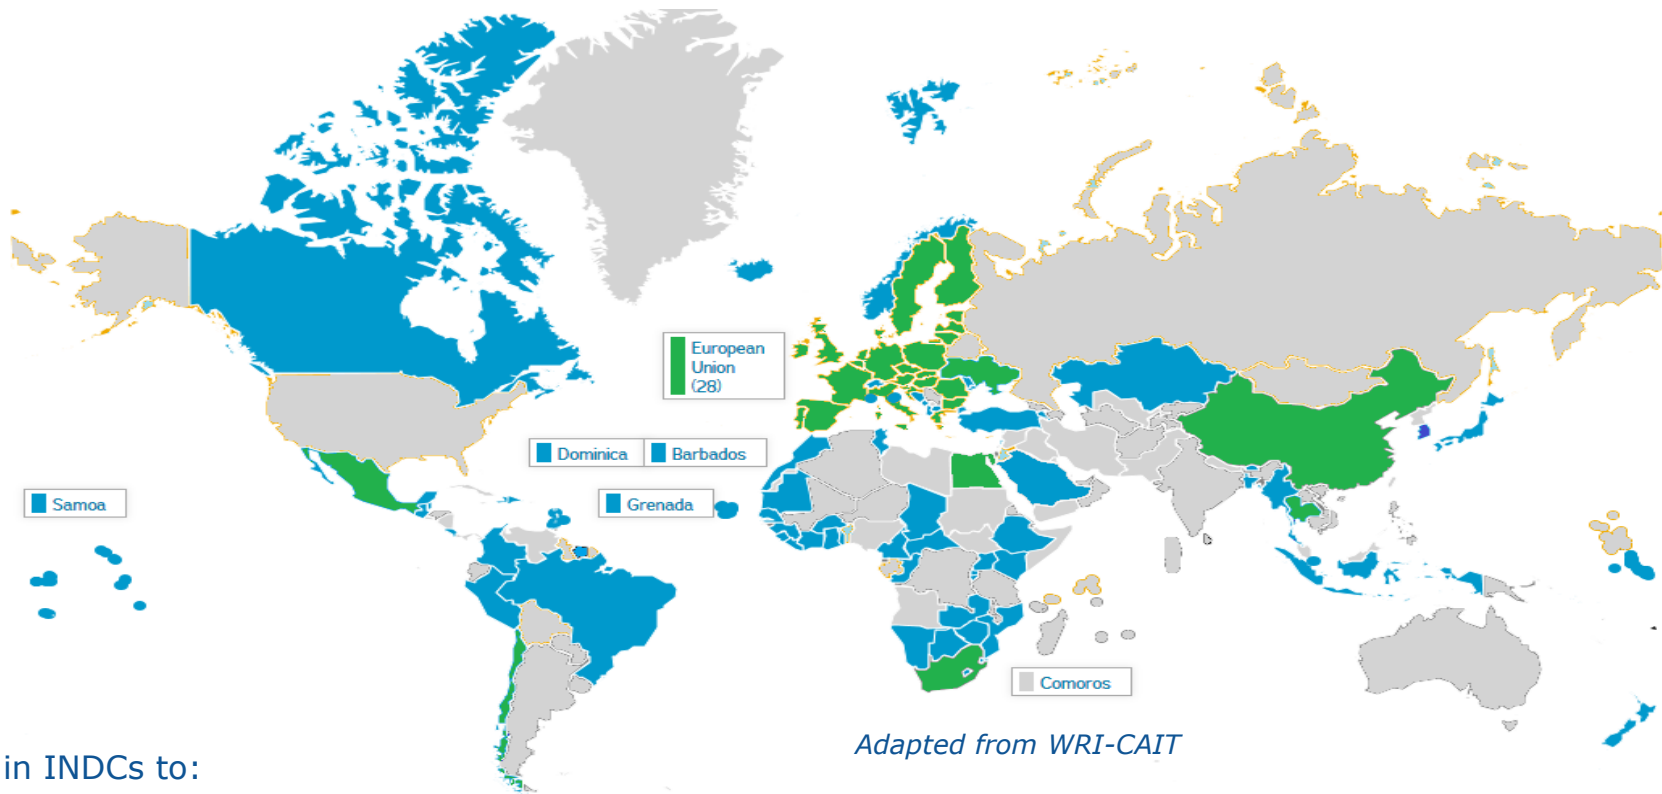 European
Union
(28)
Dominica
Barbados
Samoa
Grenada
Comoros
Adapted from WRI-CAIT
in INDCs to: